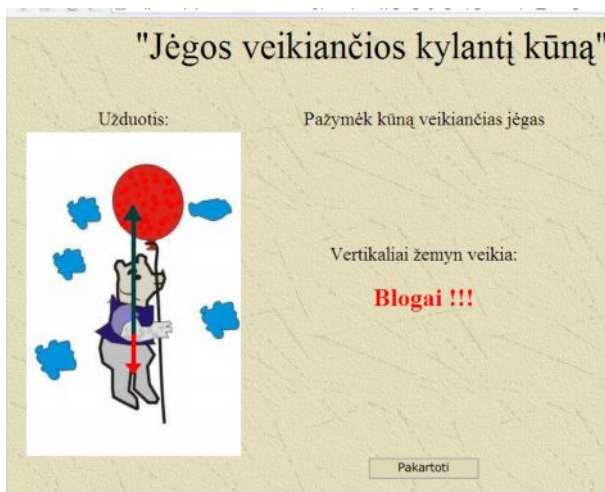 "Jėgos veikiančios kylantį kūną"
Užduotis:
Pažymėk kūną veikiančias jėgas
Vertikaliai žemyn veikia:
Blogai !!!
Pakartoti